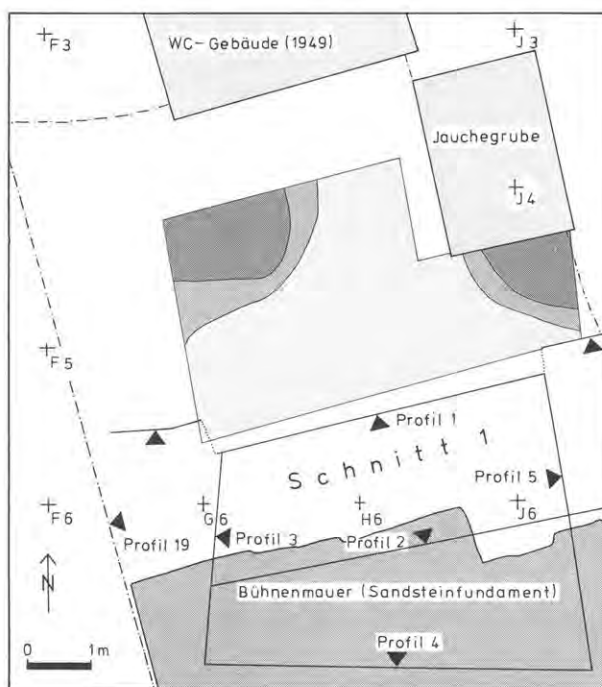 F3
WC-Gebäude (1949)
J3
Jauchegrube
J4
F5
Profil 1
Schnitt 1
Profil 5
F6
G6
H6
J6
Profil 19
Profil 3
Profil 2
N
Bühnenmauer (Sandsteinfundament)
Profil 4
0 1m